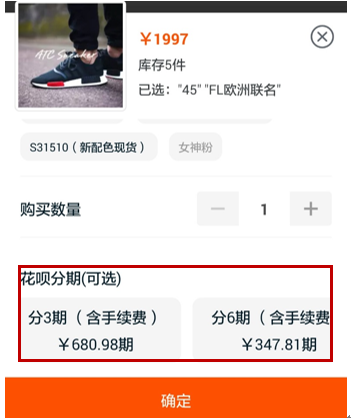 ATC Sneaker
￥1997
库存5件
已选："45" "FL欧洲联名"
S31510（新配色现货）
女神粉
购买数量
— 1 +
花呗分期(可选)
分3期（含手续费）
￥680.98期
分6期（含手续费
￥347.81期
确定